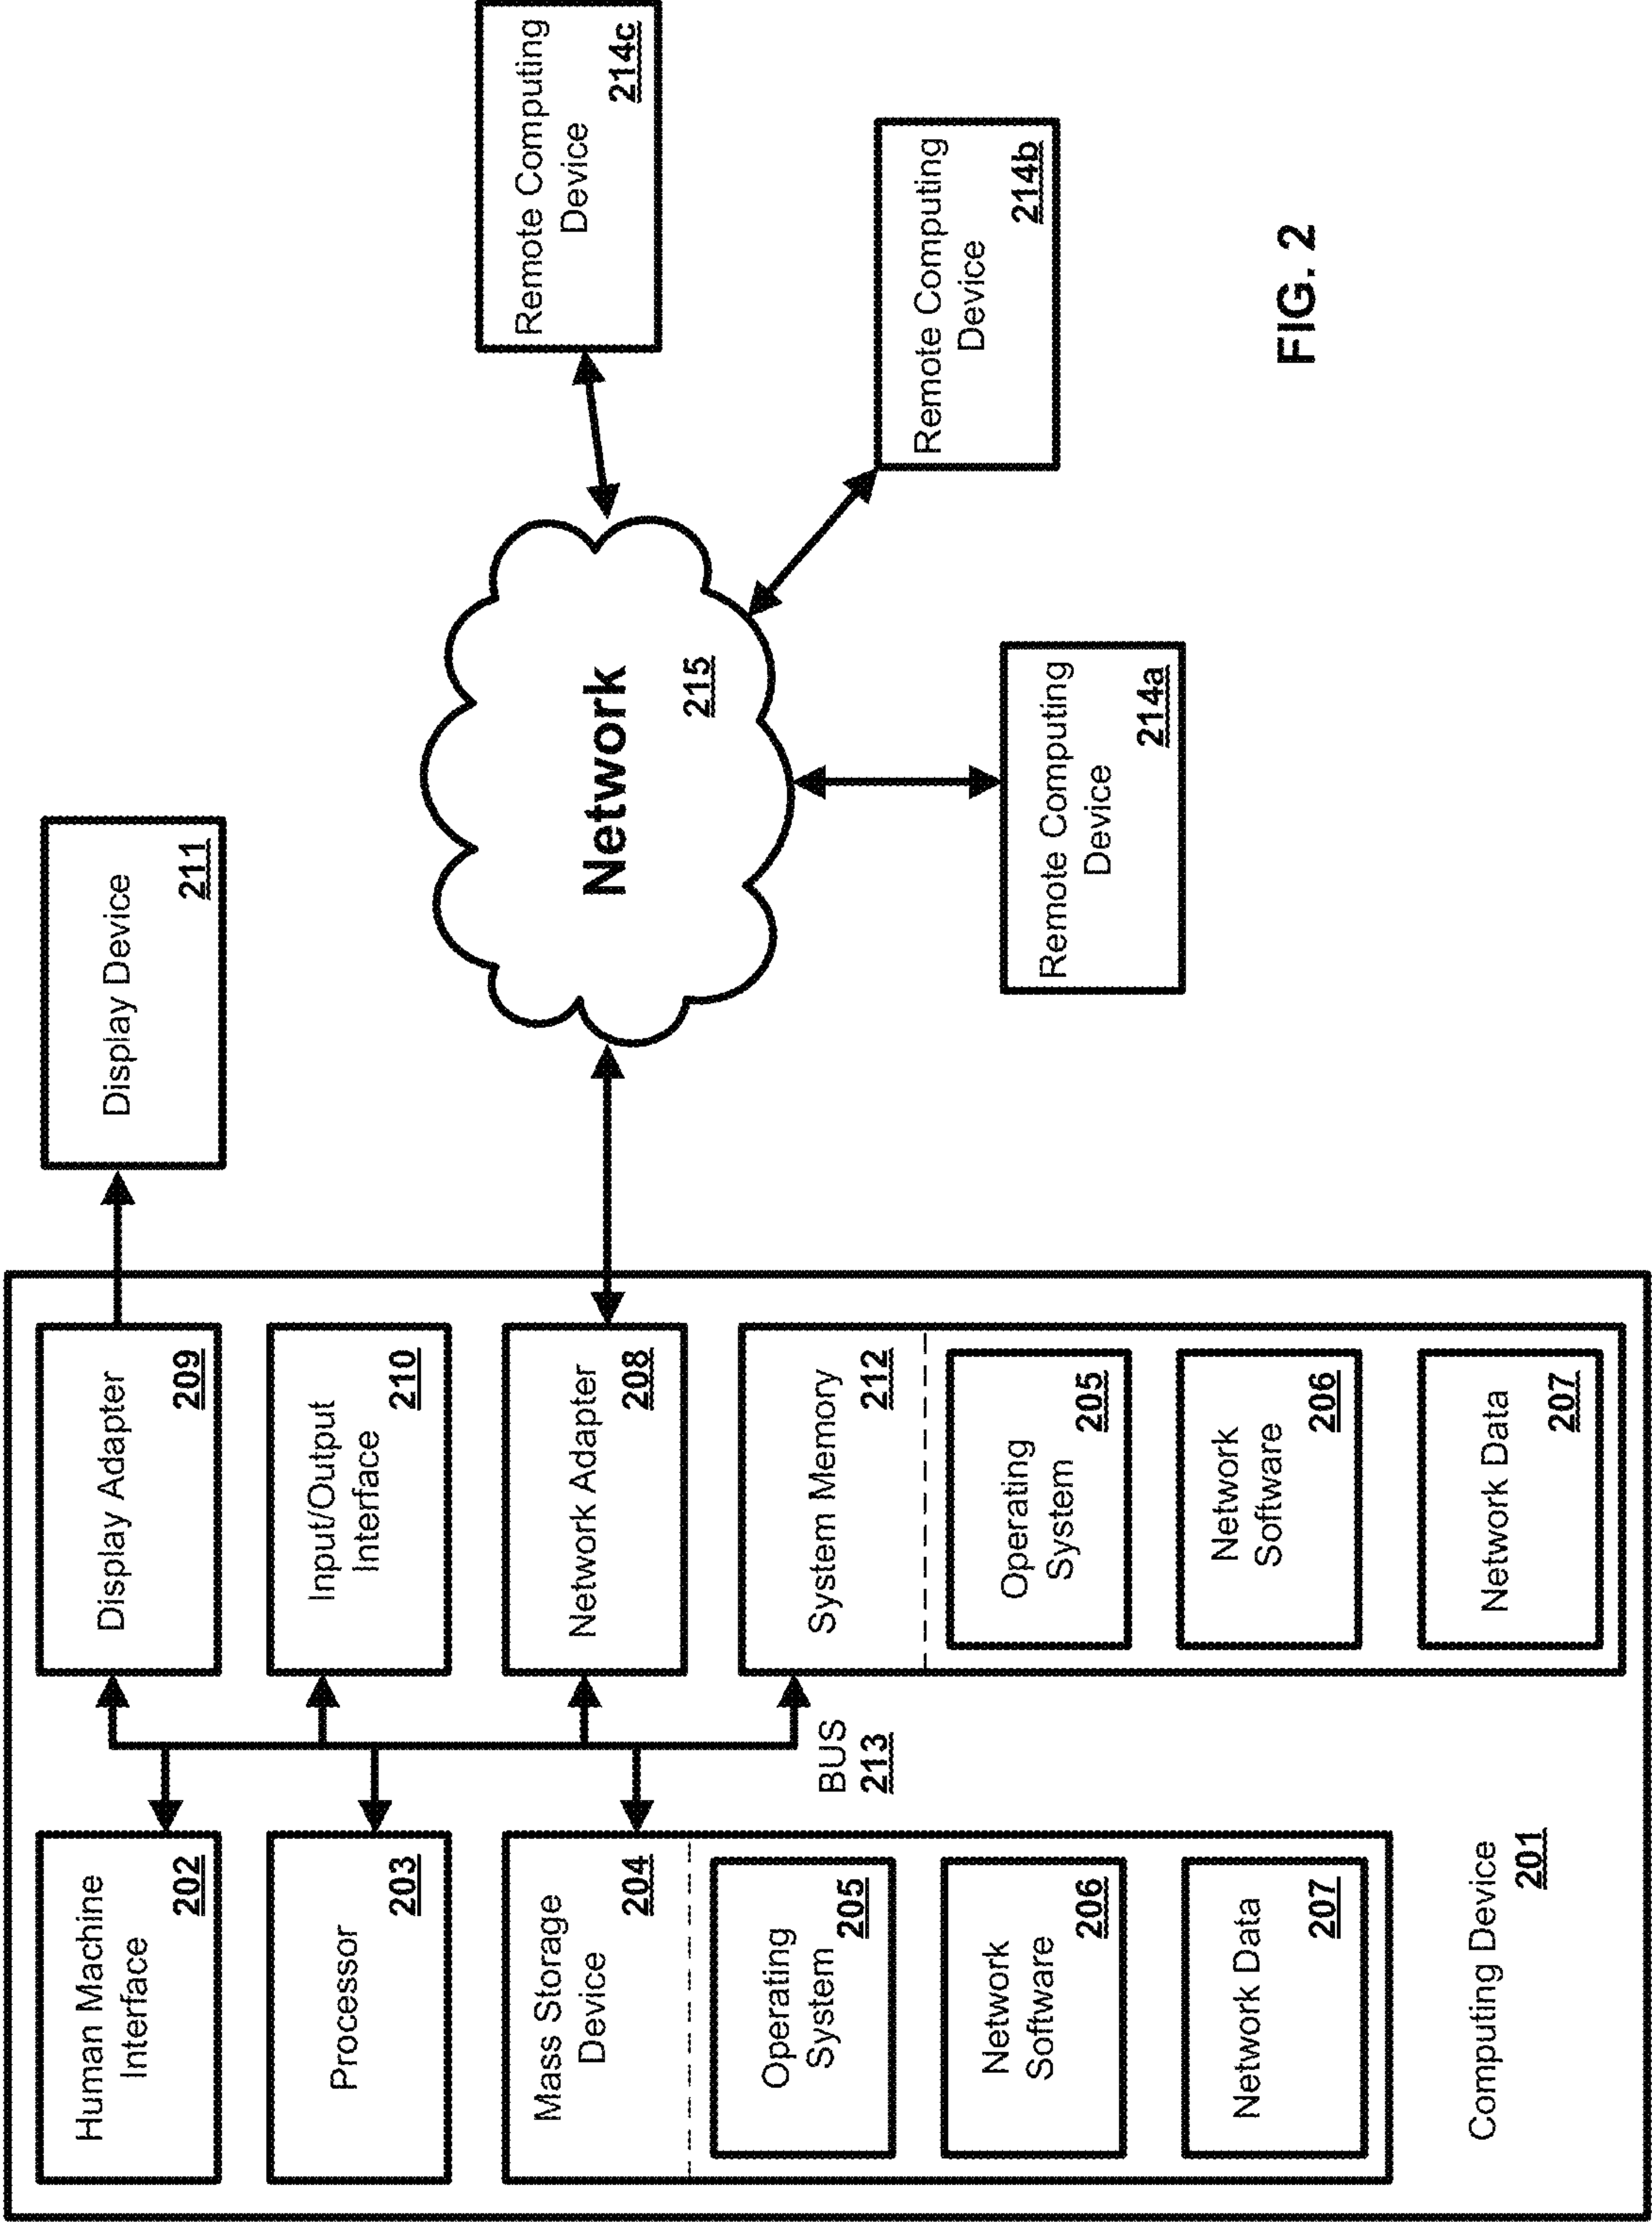 Human Machine
Interface
202
Processor
203
Mass Storage
Device
204
Operating
System
205
Network
Software
206
Network Data
207
Computing Device
201
BUS
213
Display Adapter
209
Input/Output
Interface
210
Network Adapter
208
System Memory
212
Operating
System
205
Network
Software
206
Network Data
207
Display Device
211
Network
215
Remote Computing
Device
214a
Remote Computing
Device
214b
Remote Computing
Device
214c
FIG. 2